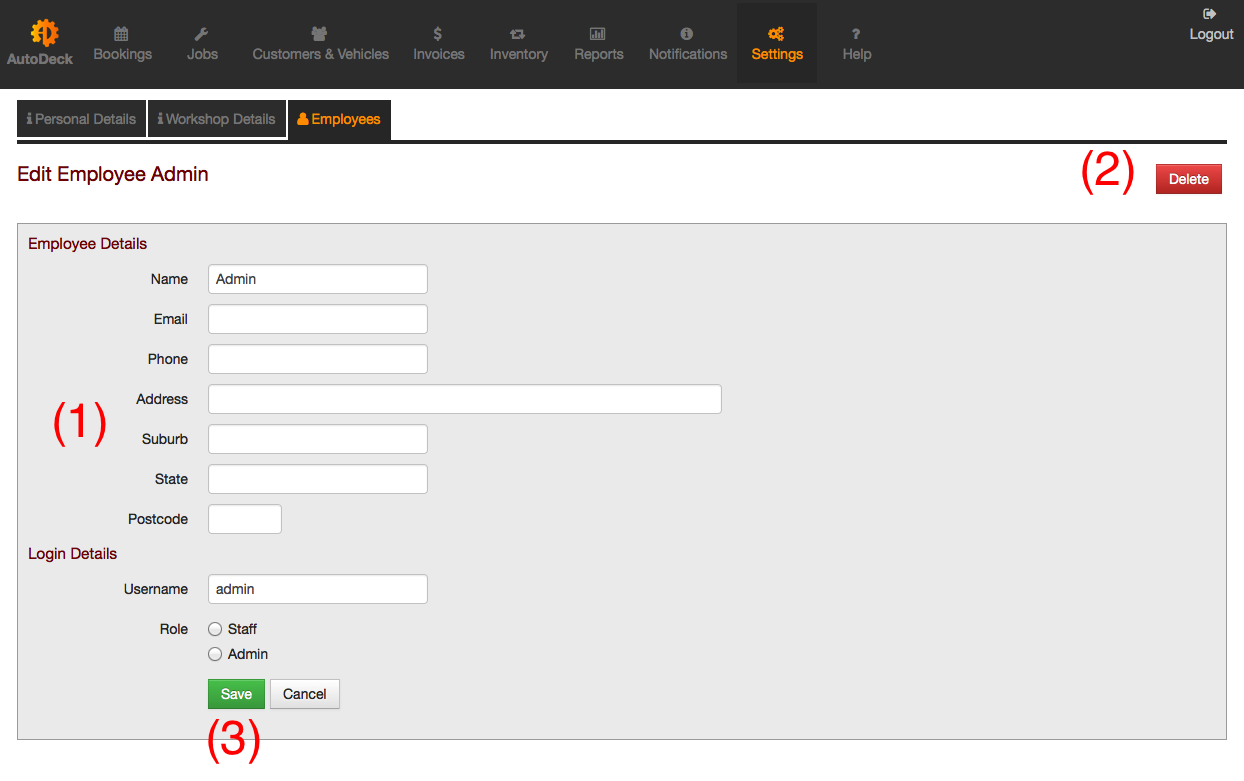 AutoDeck
Bookings
Jobs
Customers & Vehicles
Invoices
Inventory
Reports
Notifications
Settings
Help
Logout
Personal Details
Workshop Details
Employees
Edit Employee Admin
(2)
Delete
Employee Details
Name Admin
Email
Phone
Address
(1)
Suburb
State
Postcode
Login Details
Username admin
Role Staff
Admin
Save Cancel
(3)